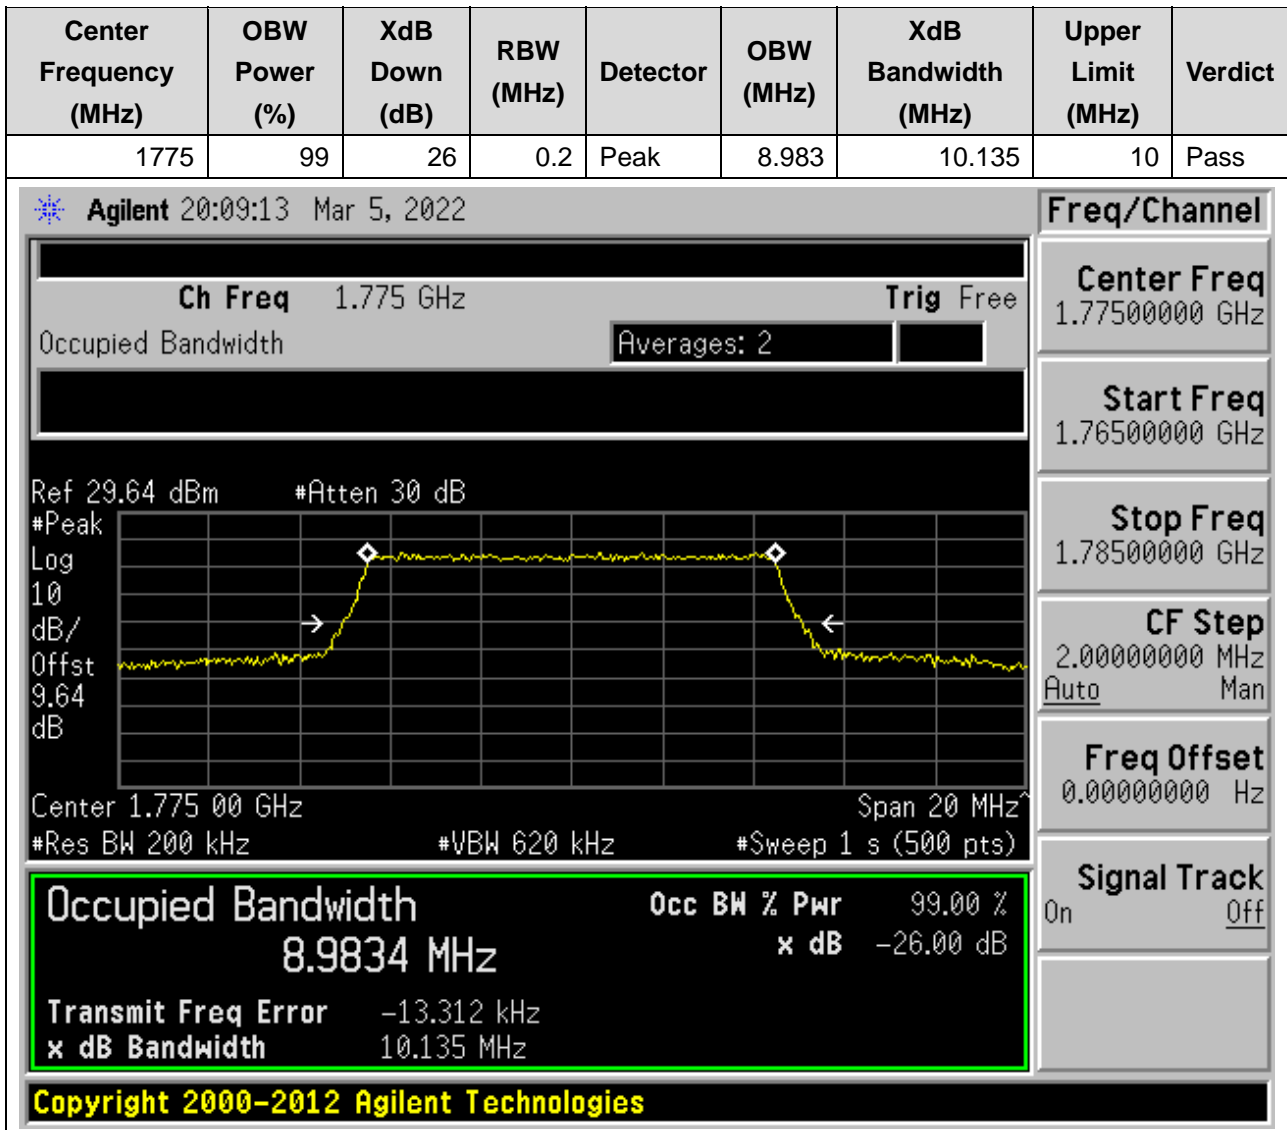 Center Frequency (MHz) OBW Power (%) XdB Down (dB) RBW (MHz) Detector OBW (MHz) XdB Bandwidth (MHz) Upper Limit (MHz) Verdict
1775 99 26 0.2 Peak 8.983 10.135 10 Pass
Agilent 20:09:13 Mar 5, 2022
Ch Freq 1.775 GHz Trig Free
Occupied Bandwidth Averages: 2
Ref 29.64 dBm #Atten 30 dB
#Peak
Log
10
dB/
Offst
9.64
dB
Center 1.775 00 GHz Span 20 MHz^
#Res BW 200 kHz #VBW 620 kHz #Sweep 1 s (500 pts)
Occupied Bandwidth Occ BW % Pwr 99.00 %
8.9834 MHz x dB -26.00 dB
Transmit Freq Error -13.312 kHz
x dB Bandwidth 10.135 MHz
Copyright 2000-2012 Agilent Technologies
Freq/Channel
Center Freq
1.77500000 GHz
Start Freq
1.76500000 GHz
Stop Freq
1.78500000 GHz
CF Step
2.00000000 MHz
Auto Man
Freq Offset
0.00000000 Hz
Signal Track
On Off